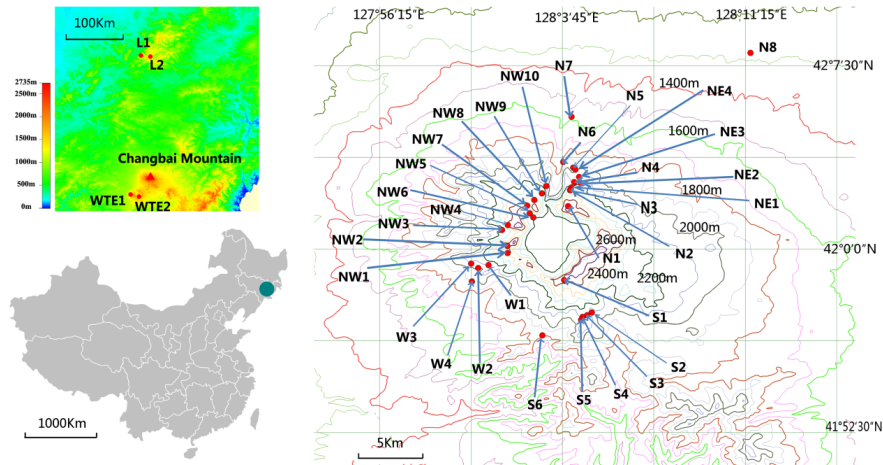 100Km
L1
L2
2735m
2500m
2000m
1500m
1000m
500m
0m
Changbai Mountain
WTE1
WTE2
1000Km
127°56′15″E
128°3′45″E
128°11′15″E
N8
42°7′30″N
N7
NW10
1400m
NE4
N5
NW9
NW8
N6
1600m
NE3
NW7
NW5
N4
NE2
NW6
1800m
NE1
NW4
N3
NW3
2000m
NW2
2600m
N2
42°0′0″N
N1
2400m
2200m
NW1
W1
S1
W3
W4
W2
S2
S3
S4
S5
S6
41°52′30″N
5Km